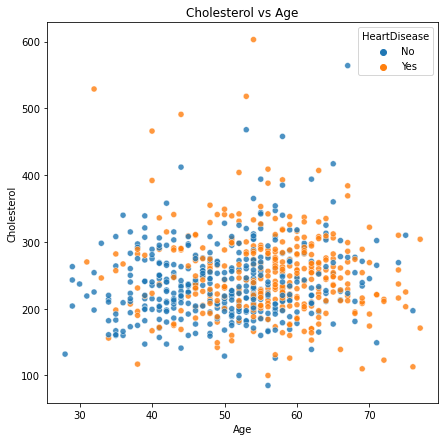 Cholesterol vs Age
HeartDisease
No
Yes
600
500
400
300
200
100
Cholesterol
30 40 50 60 70
Age